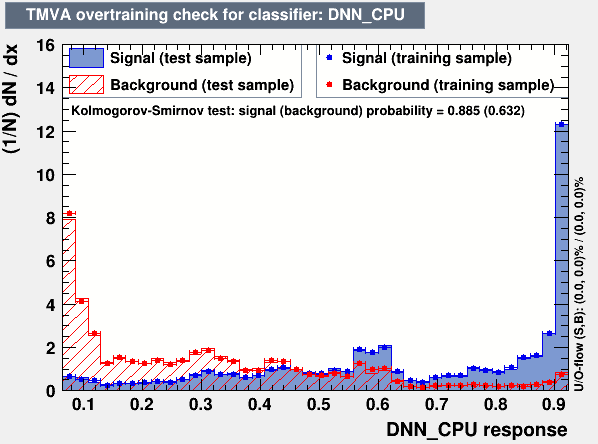 TMVA overtraining check for classifier: DNN_CPU
(1/N) dN / dx
16
14
12
10
8
6
4
2
0
Signal (test sample)
Background (test sample)
Signal (training sample)
Background (training sample)
Kolmogorov-Smirnov test: signal (background) probability = 0.885 (0.632)
U/O-flow (S,B): (0.0, 0.0)% / (0.0, 0.0)%
0.1 0.2 0.3 0.4 0.5 0.6 0.7 0.8 0.9
DNN_CPU response